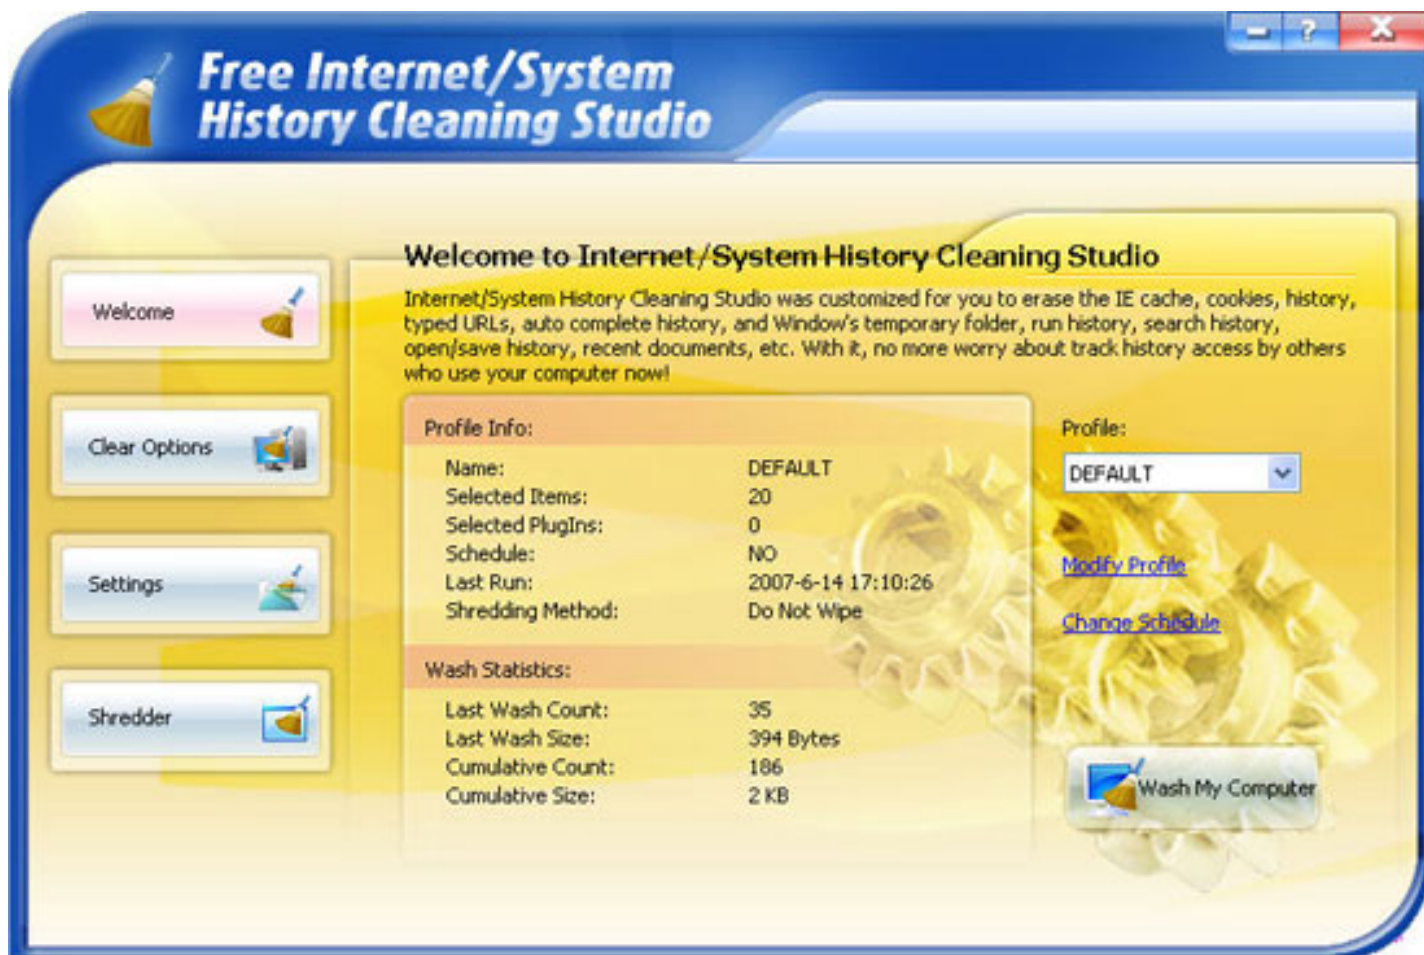 Free Internet/System
History Cleaning Studio
?
Welcome
Clear Options
Settings
Shredder
Welcome to Internet/System History Cleaning Studio
Internet/System History Cleaning Studio was customized for you to erase the IE cache, cookies, history,
typed URLs, auto complete history, and Window's temporary folder, run history, search history,
open/save history, recent documents, etc. With it, no more worry about track history access by others
who use your computer now!
Profile Info:
Name: DEFAULT
Selected Items: 20
Selected PlugIns: 0
Schedule: NO
Last Run: 2007-6-14 17:10:26
Shredding Method: Do Not Wipe
Wash Statistics:
Last Wash Count: 35
Last Wash Size: 394 Bytes
Cumulative Count: 186
Cumulative Size: 2 KB
Profile:
DEFAULT
Modify Profile
Change Schedule
Wash My Computer